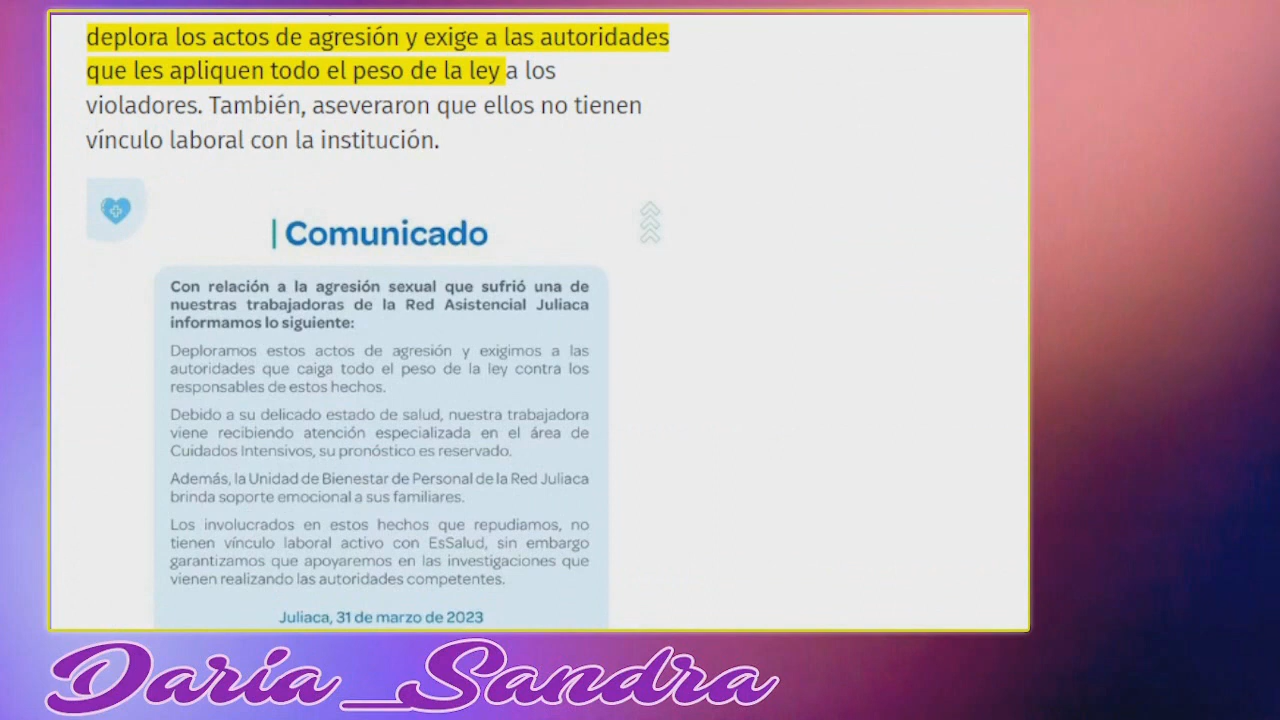 deplora los actos de agresión y exige a las autoridades
que les apliquen todo el peso de la ley a los
violadores. También, aseveraron que ellos no tienen
vínculo laboral con la institución.
| Comunicado
Con relación a la agresión sexual que sufrió una de
nuestras trabajadoras de la Red Asistencial Juliaca
informamos lo siguiente:
Deploramos estos actos de agresión y exigimos a las
autoridades que caiga todo el peso de la ley contra los
responsables de estos hechos.
Debido a su delicado estado de salud, nuestra trabajadora
viene recibiendo atención especializada en el área de
Cuidados Intensivos, su pronóstico es reservado.
Además, la Unidad de Bienestar de Personal de la Red Juliaca
brinda soporte emocional a sus familiares.
Los involucrados en estos hechos que repudiamos, no
tienen vínculo laboral activo con EsSalud, sin embargo
garantizamos que apoyaremos en las investigaciones que
vienen realizando las autoridades competentes.
Juliaca, 31 de marzo de 2023
Daria_Sandra